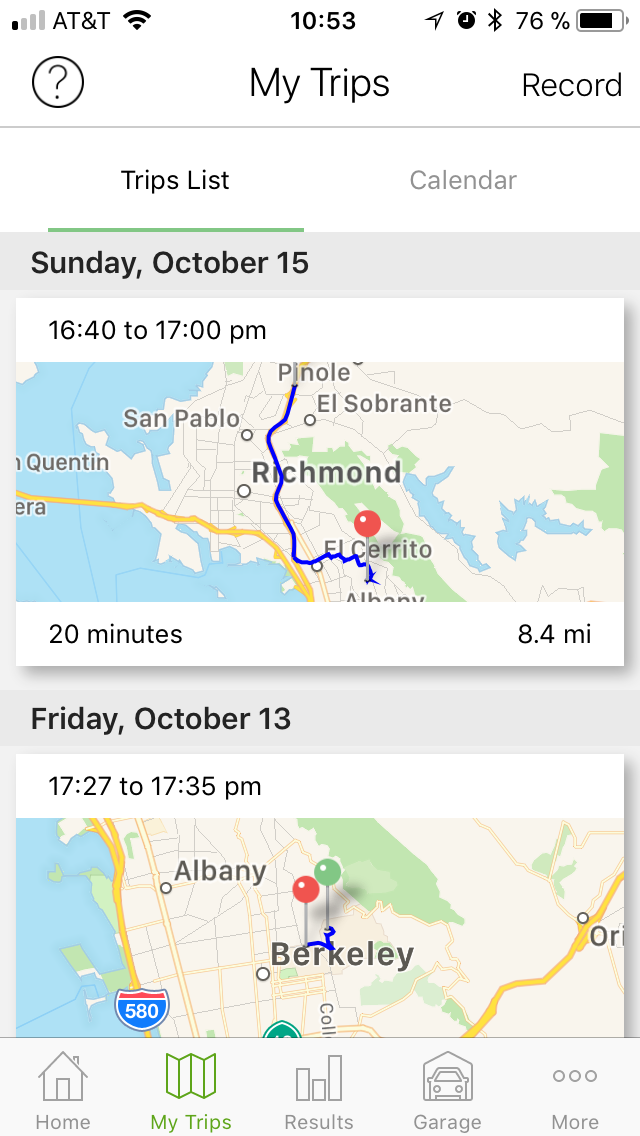 AT&T 10:53 76 %
? My Trips Record
Trips List Calendar
Sunday, October 15
16:40 to 17:00 pm
Pinole
El Sobrante
San Pablo
Quentin
Richmond
era
El Cerrito
Albany
20 minutes 8.4 mi
Friday, October 13
17:27 to 17:35 pm
Albany
Ori
Berkeley
580
Coll
Home My Trips Results Garage More